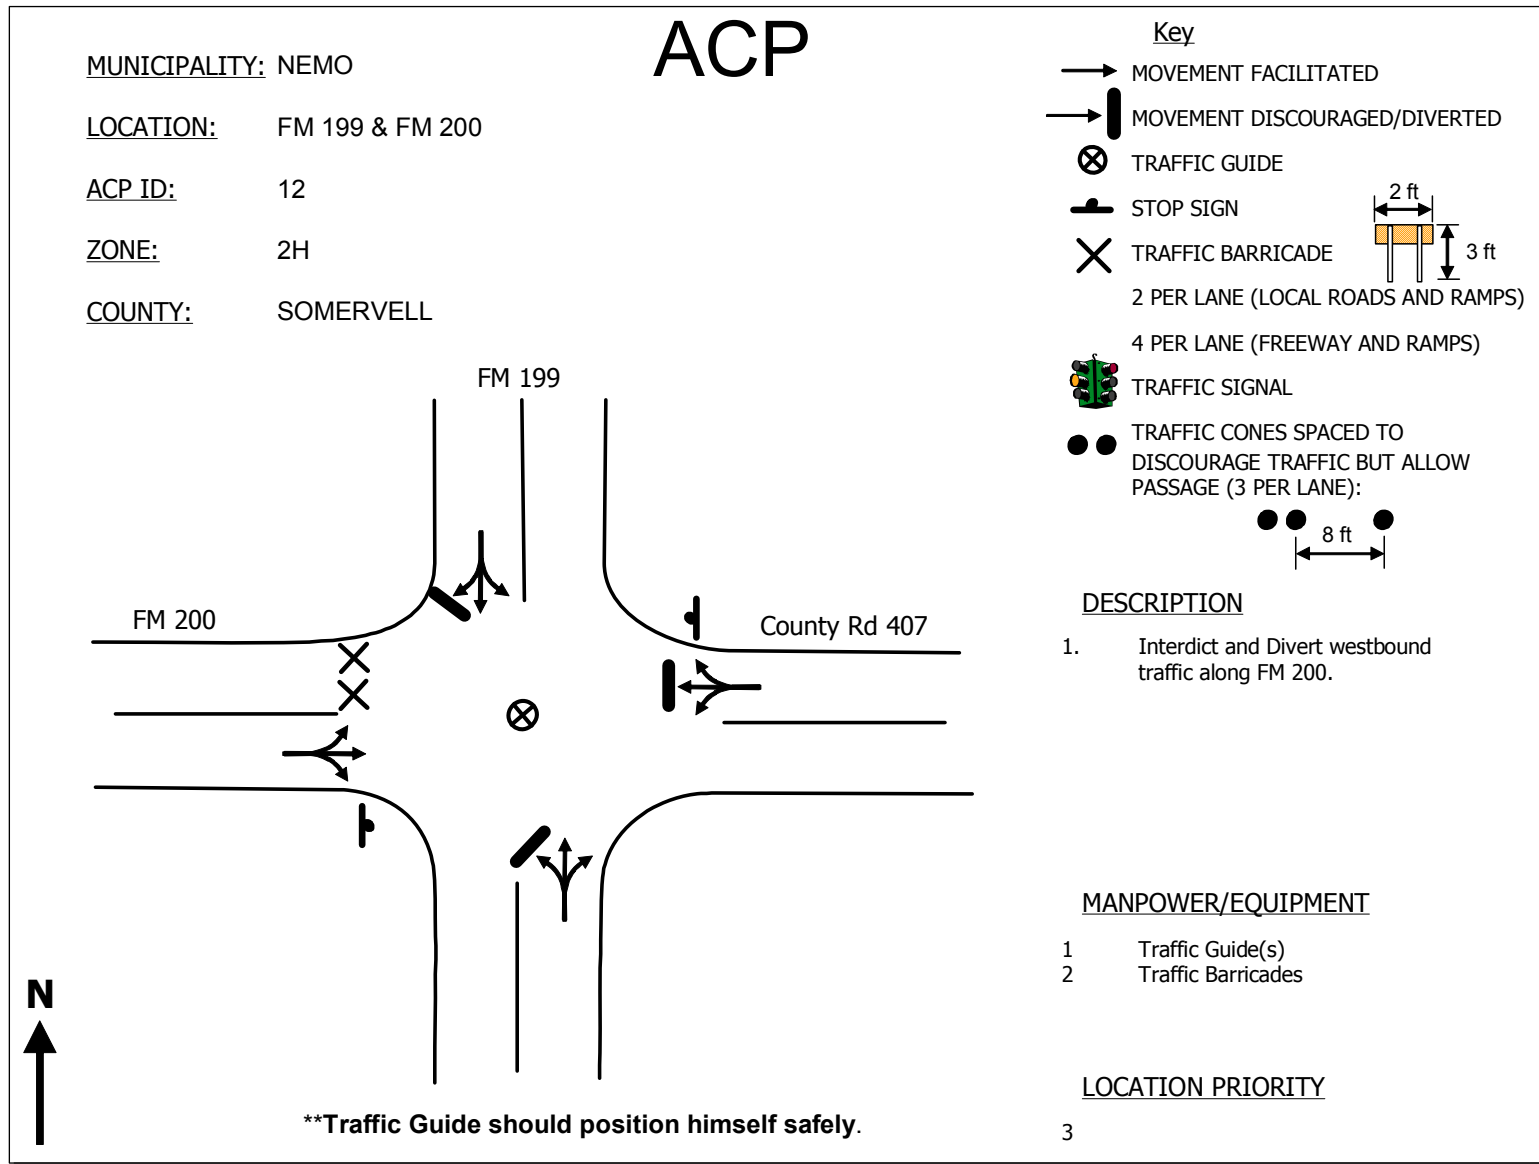 ACP
MUNICIPALITY: NEMO
LOCATION: FM 199 & FM 200
ACP ID: 12
ZONE: 2H
COUNTY: SOMERVELL
Key
MOVEMENT FACILITATED
MOVEMENT DISCOURAGED/DIVERTED
TRAFFIC GUIDE
STOP SIGN
2 ft
TRAFFIC BARRICADE
3 ft
2 PER LANE (LOCAL ROADS AND RAMPS)
4 PER LANE (FREEWAY AND RAMPS)
TRAFFIC SIGNAL
TRAFFIC CONES SPACED TO
DISCOURAGE TRAFFIC BUT ALLOW
PASSAGE (3 PER LANE):
8 ft
FM 199
FM 200
County Rd 407
DESCRIPTION
1. Interdict and Divert westbound
traffic along FM 200.
MANPOWER/EQUIPMENT
1 Traffic Guide(s)
2 Traffic Barricades
N
LOCATION PRIORITY
3
**Traffic Guide should position himself safely.